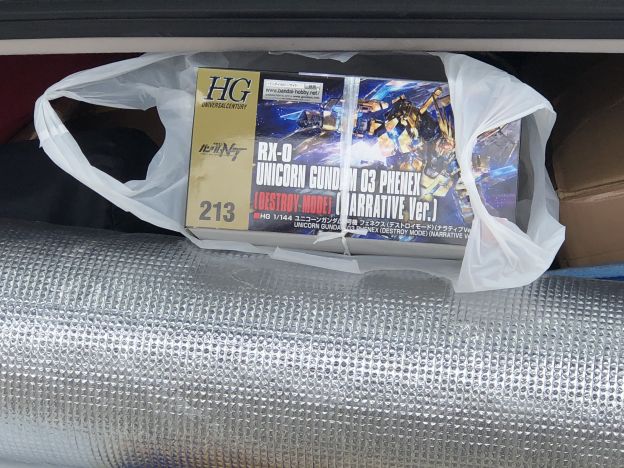 HG
UNIVERSAL CENTURY
NT
213
www.bandai-hobby.net/
RX-0
UNICORN GUNDAM 03 PHENEX
(DESTROY MODE) (NARRATIVE Ver.)
HG 1/144 ユニコーンガンダム 号機 フェネクス(デストロイモード)(ナラティブVe
UNICORN GUNDAM 03 PHENEX (DESTROY MODE) (NARRATIVE Ver